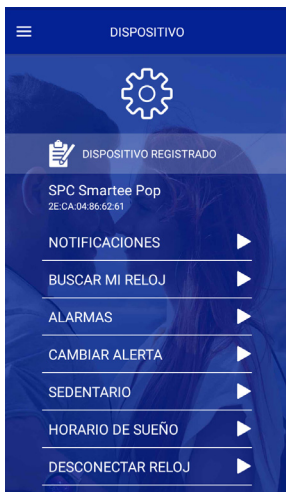 DISPOSITIVO
DISPOSITIVO REGISTRADO
SPC Smartee Pop
2E:CA:04:86:62:61
NOTIFICACIONES
BUSCAR MI RELOJ
ALARMAS
CAMBIAR ALERTA
SEDENTARIO
HORARIO DE SUEÑO
DESCONECTAR RELOJ